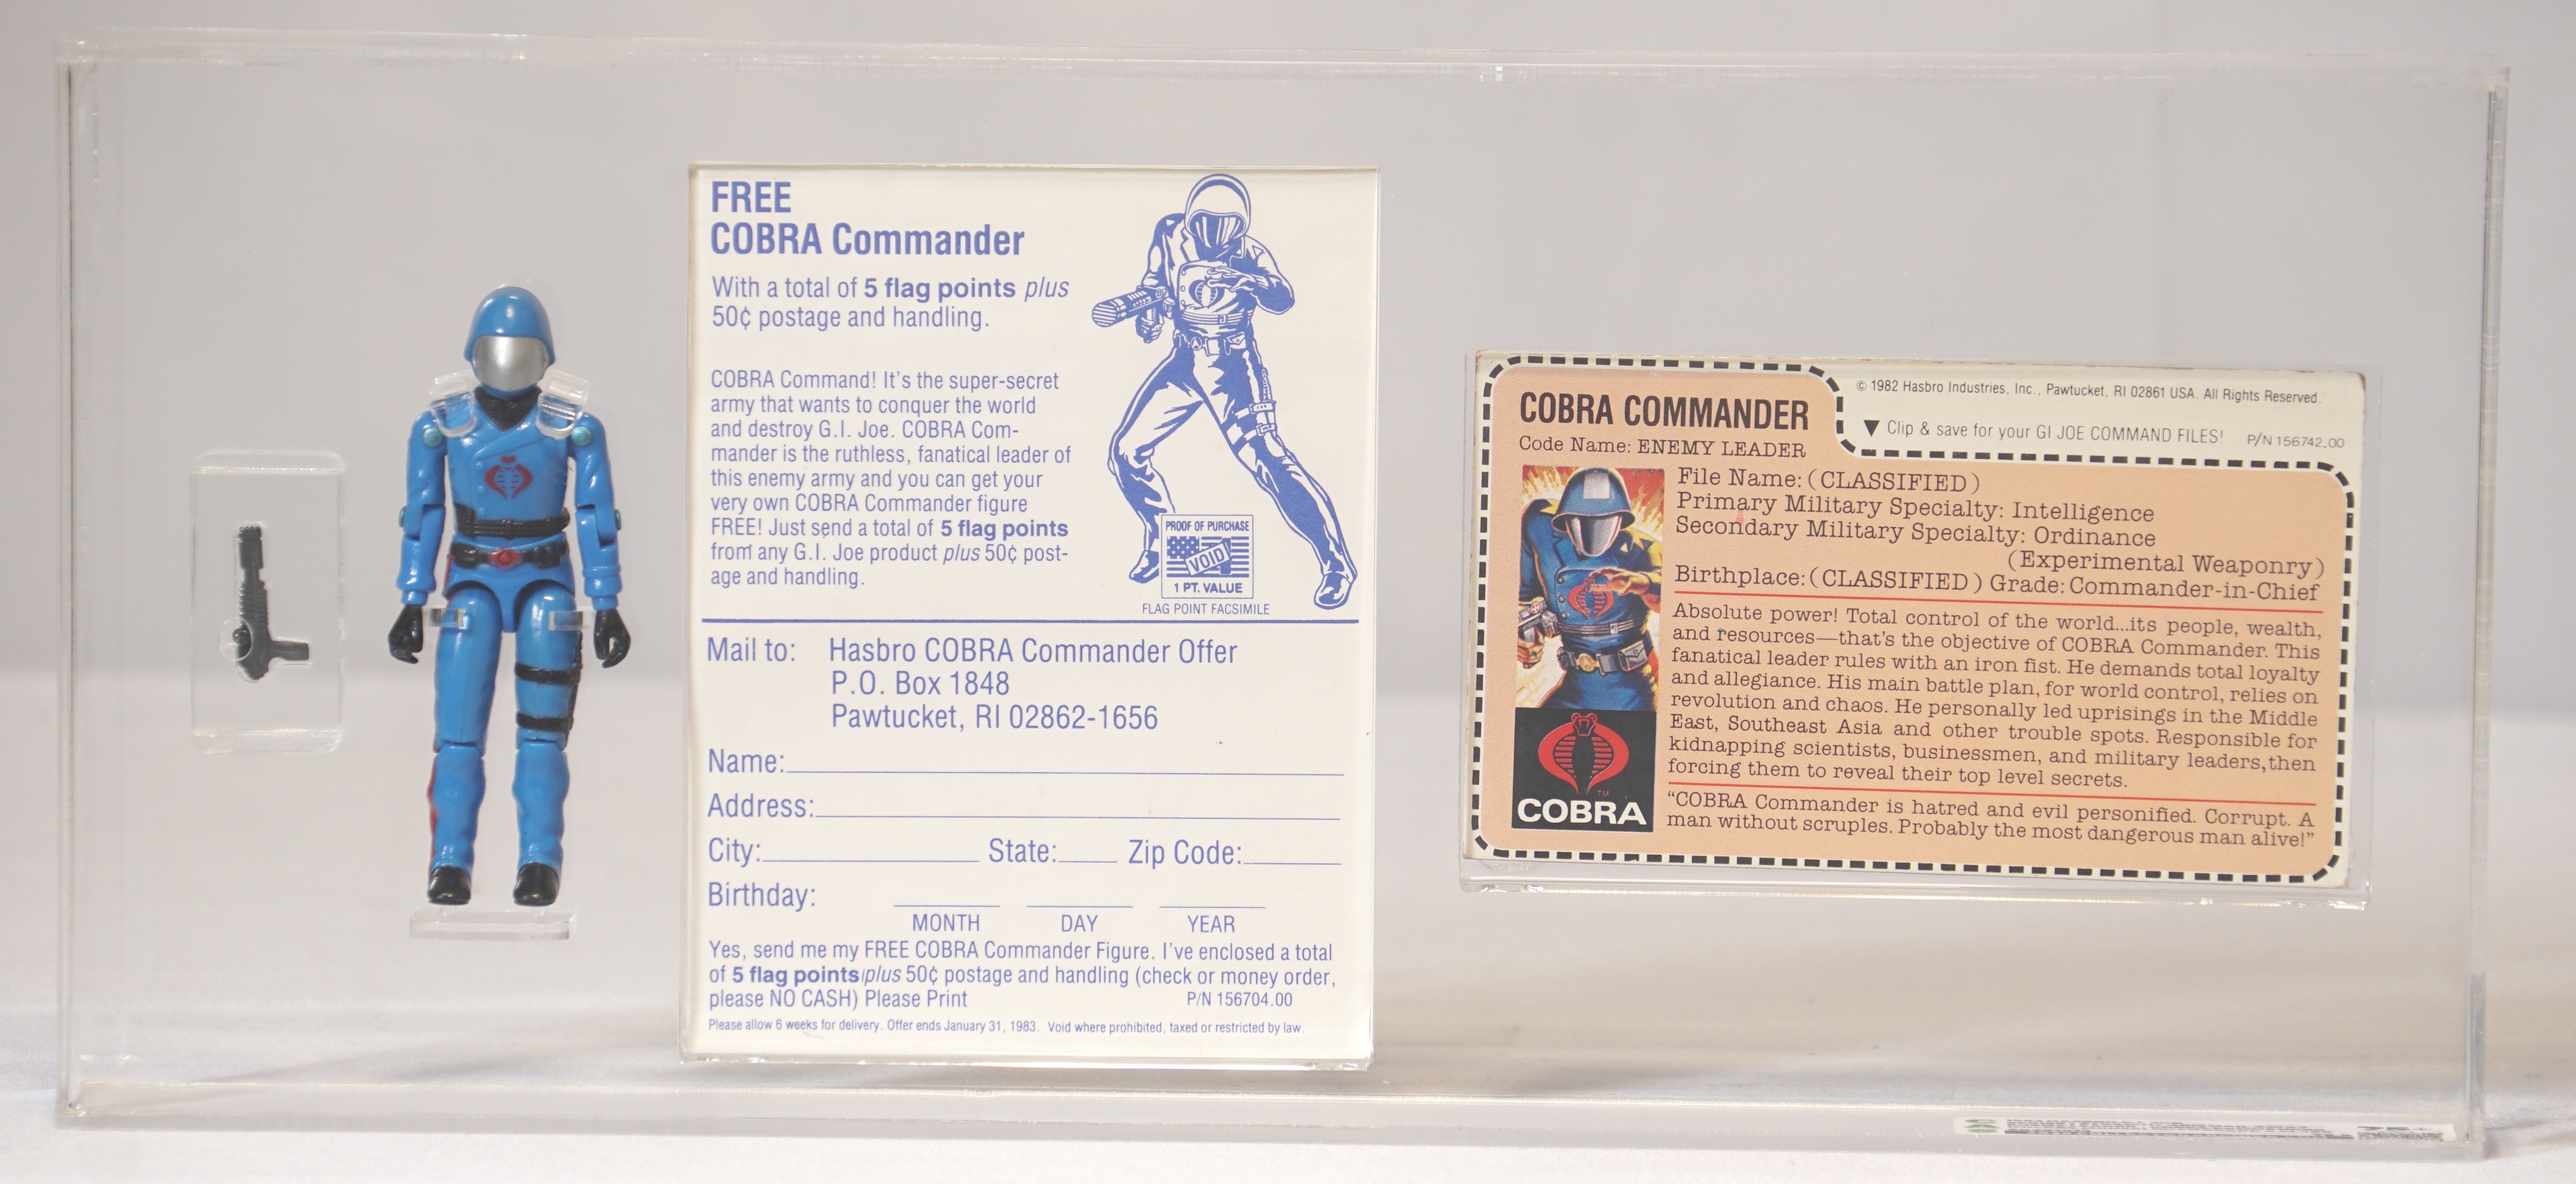 FREE
COBRA Commander
With a total of 5 flag points plus
50¢ postage and handling.
COBRA Command! It's the super-secret
army that wants to conquer the world
and destroy G.I. Joe. COBRA Com-
mander is the ruthless, fanatical leader of
this enemy army and you can get your
very own COBRA Commander figure
FREE! Just send a total of 5 flag points
from any G.I. Joe product plus 50¢ post-
age and handling.
PROOF OF PURCHASE
VOID
1 PT. VALUE
FLAG POINT FACSIMILE
Mail to: Hasbro COBRA Commander Offer
P.O. Box 1848
Pawtucket, RI 02862-1656
Name:
Address:
City: State: Zip Code:
Birthday:
MONTH DAY YEAR
Yes, send me my FREE COBRA Commander Figure. I've enclosed a total
of 5 flag points plus 50¢ postage and handling (check or money order,
please NO CASH) Please Print P/N 156704.00
Please allow 6 weeks for delivery. Offer ends January 31, 1983. Void where prohibited, taxed or restricted by law.
© 1982 Hasbro Industries, Inc., Pawtucket, RI 02861 USA. All Rights Reserved.
▼ Clip & save for your GI JOE COMMAND FILES! P/N 156742.00
COBRA COMMANDER
Code Name: ENEMY LEADER
File Name: (CLASSIFIED)
Primary Military Specialty: Intelligence
Secondary Military Specialty: Ordinance
(Experimental Weaponry)
Birthplace: (CLASSIFIED) Grade: Commander-in-Chief
Absolute power! Total control of the world...its people, wealth,
and resources—that's the objective of COBRA Commander. This
fanatical leader rules with an iron fist. He demands total loyalty
and allegiance. His main battle plan, for world control, relies on
revolution and chaos. He personally led uprisings in the Middle
East, Southeast Asia and other trouble spots. Responsible for
kidnapping scientists, businessmen, and military leaders, then
forcing them to reveal their top level secrets.
"COBRA Commander is hatred and evil personified. Corrupt. A
man without scruples. Probably the most dangerous man alive!"
TM
COBRA